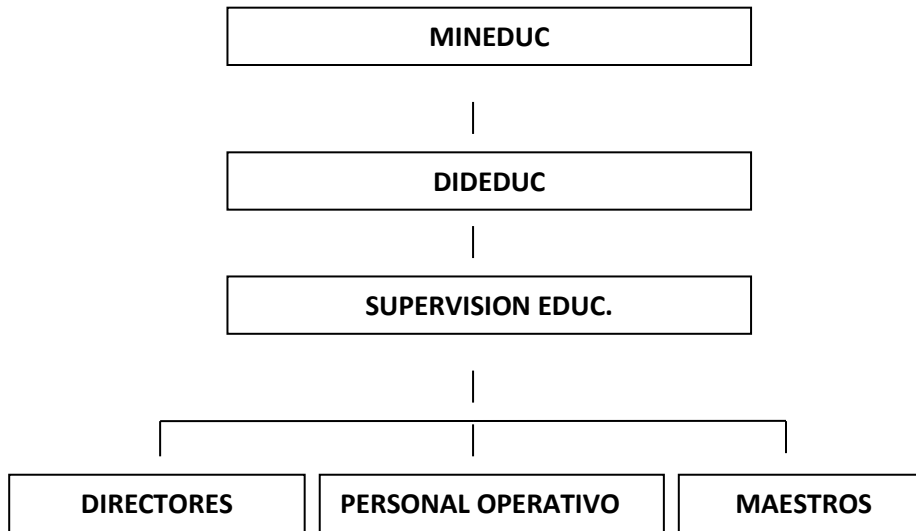 MINEDUC
DIDEDUC
SUPERVISION EDUC.
DIRECTORES
PERSONAL OPERATIVO
MAESTROS